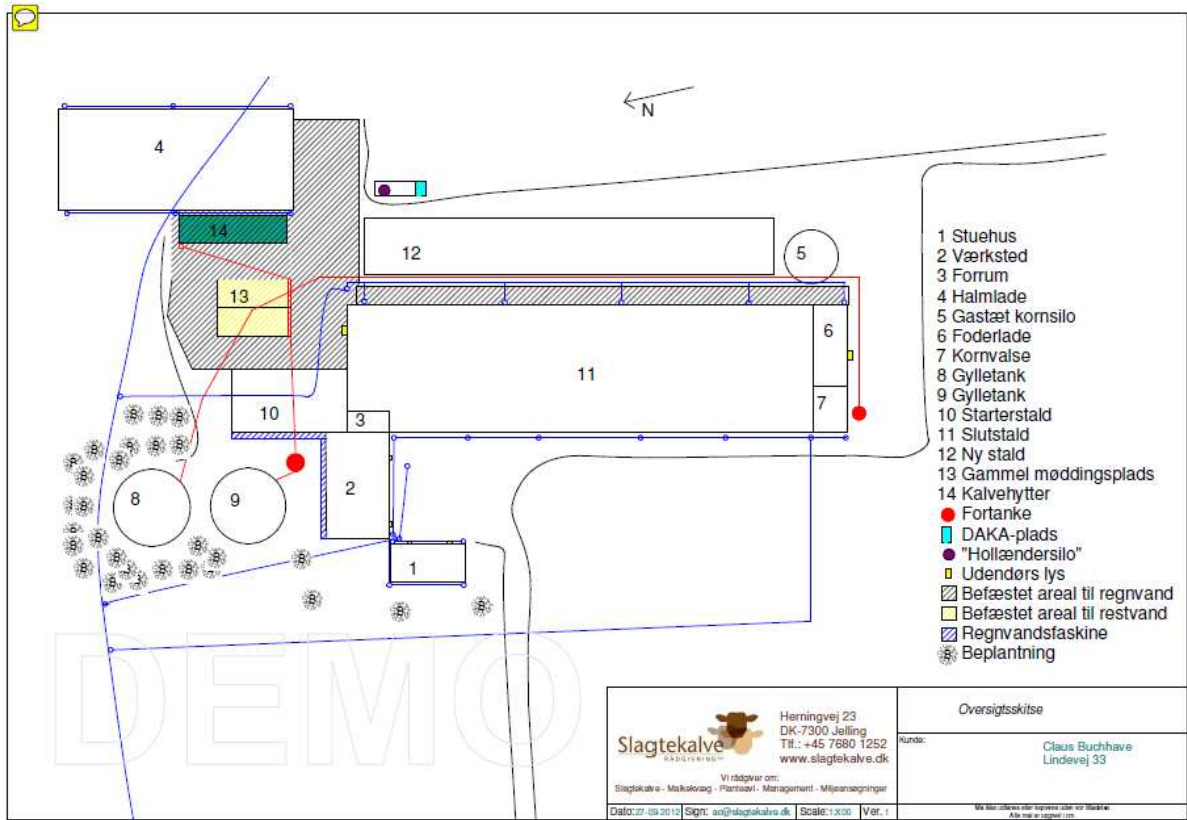 N
4
14
12
5
13
6
11
7
10
3
2
8
9
1
1 Stuehus
2 Værksted
3 Forrum
4 Halmlade
5 Gastæt kornsilo
6 Foderlade
7 Kornvalse
8 Gylletank
9 Gylletank
10 Starterstald
11 Slutstald
12 Ny stald
13 Gammel møddingsplads
14 Kalvehytter
Fortanke
DAKA-plads
"Hollændersilo"
Udendørs lys
Befæstet areal til regnvand
Befæstet areal til restvand
Regnvandsfaskine
Beplantning
DEMO
Slagtekalve
RÅDGIVNING
Herningvej 23
DK-7300 Jelling
Tlf.: +45 7680 1252
www.slagtekalve.dk
Vi rådgiver om:
Slagtekalve - Malkekvæg - Planteavl - Management - Miljøansøgninger
Dato: 27-09-2012 Sign: ao@slagtekalve.dk Scale: Ver. 1
Oversigtsskitse
Kunde:
Claus Buchhave
Lindevej 33